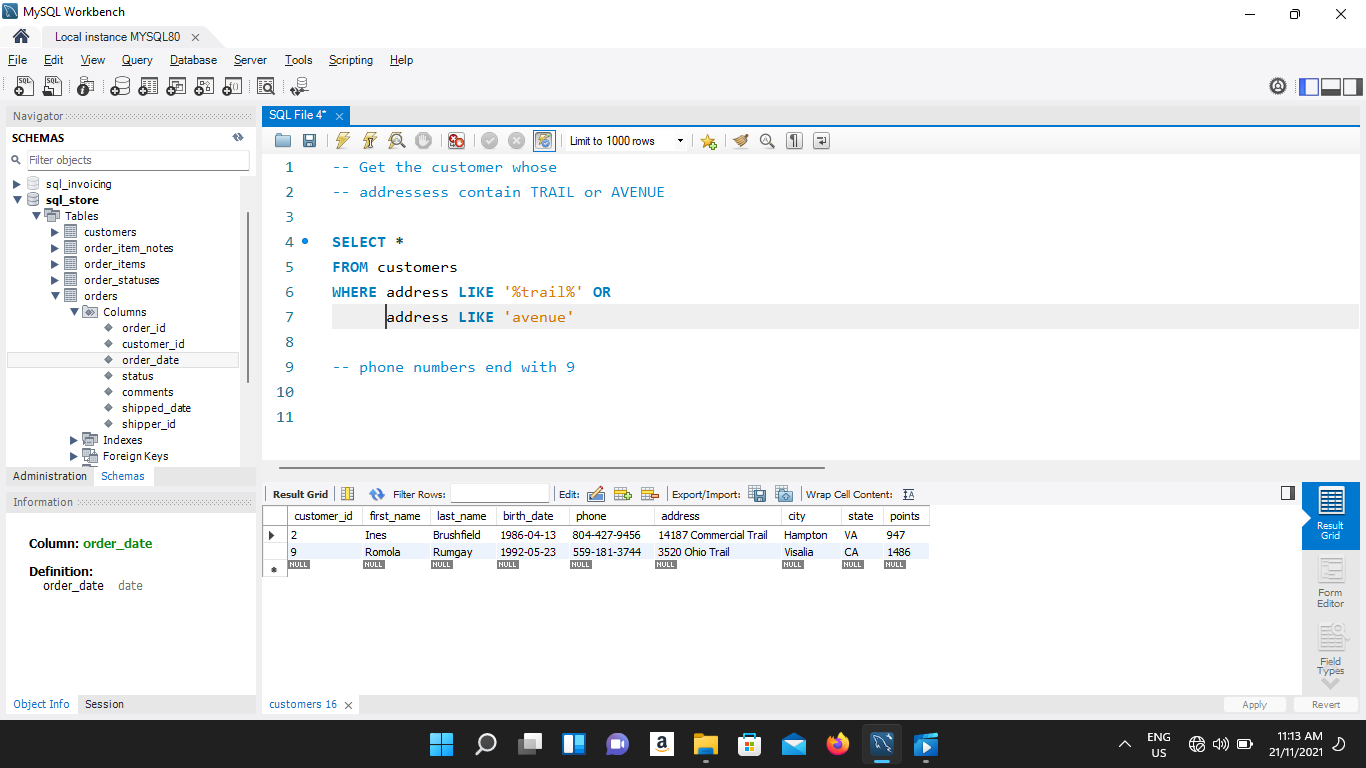 MySQL Workbench
Local instance MYSQL80
File Edit View Query Database Server Tools Scripting Help
Navigator
SCHEMAS
Filter objects
sql_invoicing
sql_store
Tables
customers
order_item_notes
order_items
order_statuses
orders
Columns
order_id
customer_id
order_date
status
comments
shipped_date
shipper_id
Indexes
Foreign Keys
Administration Schemas
Information
Column: order_date
Definition:
order_date date
Object Info Session
SQL File 4*
Limit to 1000 rows
1 -- Get the customer whose
2 -- addressess contain TRAIL or AVENUE
3
4 SELECT *
5 FROM customers
6 WHERE address LIKE '%trail%' OR
7 address LIKE 'avenue'
8
9 -- phone numbers end with 9
10
11
Result Grid Filter Rows: Edit: Export/Import: Wrap Cell Content:
customer_id first_name last_name birth_date phone address city state points
2 Ines Brushfield 1986-04-13 804-427-9456 14187 Commercial Trail Hampton VA 947
9 Romola Rumgay 1992-05-23 559-181-3744 3520 Ohio Trail Visalia CA 1486
NULL NULL NULL NULL NULL NULL NULL NULL NULL
Result
Grid
Form
Editor
Field
Types
customers 16
Apply Revert
ENG
US
11:13 AM
21/11/2021